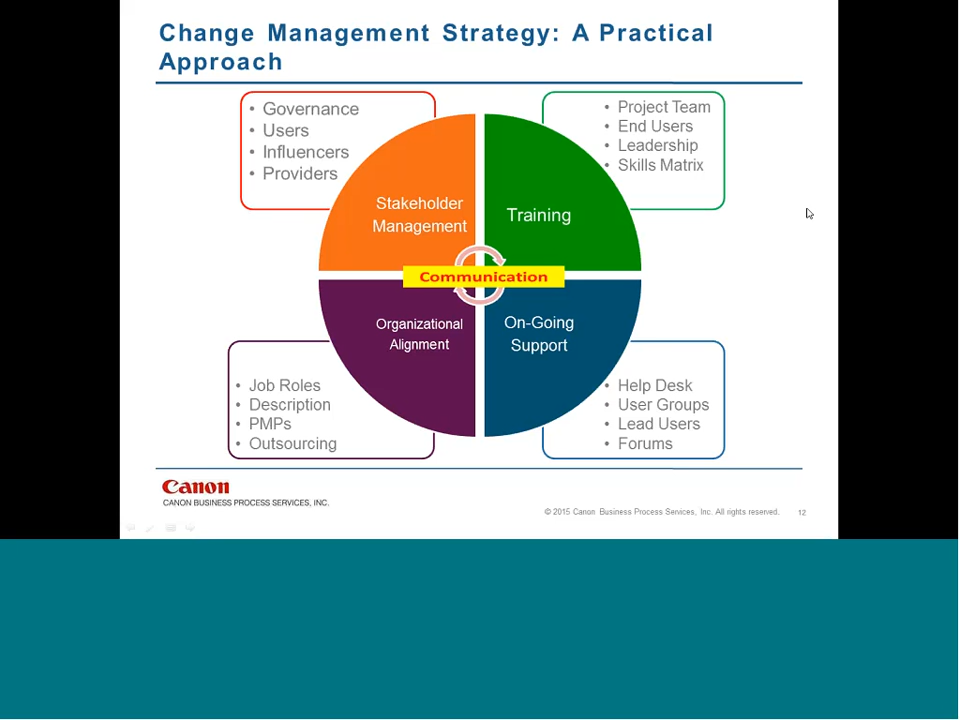 Change Management Strategy: A Practical
Approach
• Governance
• Users
• Influencers
• Providers
• Project Team
• End Users
• Leadership
• Skills Matrix
Stakeholder
Management
Training
Communication
Organizational
Alignment
On-Going
Support
• Job Roles
• Description
• PMPs
• Outsourcing
• Help Desk
• User Groups
• Lead Users
• Forums
Canon
CANON BUSINESS PROCESS SERVICES, INC.
© 2015 Canon Business Process Services, Inc. All rights reserved. 12